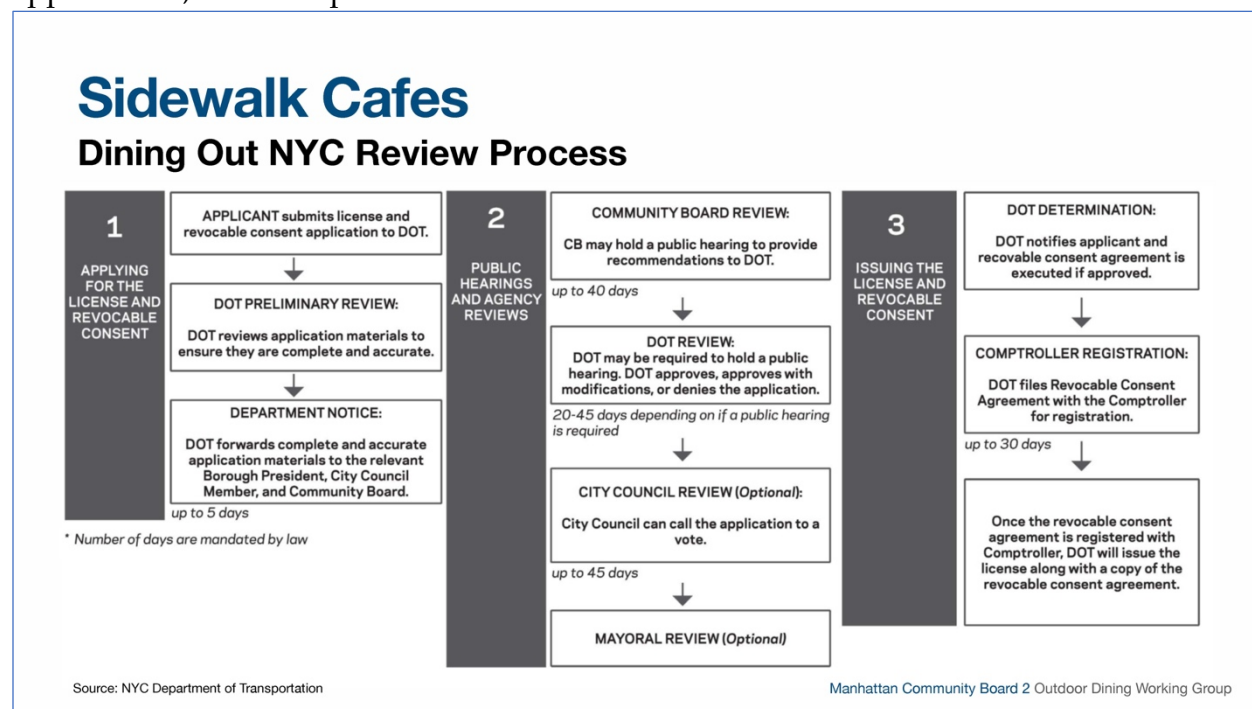 Sidewalk Cafes
Dining Out NYC Review Process
1
APPLYING
FOR THE
LICENSE AND
REVOCABLE
CONSENT
APPLICANT submits license and
revocable consent application to DOT.
DOT PRELIMINARY REVIEW:
DOT reviews application materials to
ensure they are complete and accurate.
DEPARTMENT NOTICE:
DOT forwards complete and accurate
application materials to the relevant
Borough President, City Council
Member, and Community Board.
up to 5 days
* Number of days are mandated by law
2
PUBLIC
HEARINGS
AND AGENCY
REVIEWS
COMMUNITY BOARD REVIEW:
CB may hold a public hearing to provide
recommendations to DOT.
up to 40 days
DOT REVIEW:
DOT may be required to hold a public
hearing. DOT approves, approves with
modifications, or denies the application.
20-45 days depending on if a public hearing
is required
CITY COUNCIL REVIEW (Optional):
City Council can call the application to a
vote.
up to 45 days
MAYORAL REVIEW (Optional)
3
ISSUING THE
LICENSE AND
REVOCABLE
CONSENT
DOT DETERMINATION:
DOT notifies applicant and
recovable consent agreement is
executed if approved.
COMPTROLLER REGISTRATION:
DOT files Revocable Consent
Agreement with the Comptroller
for registration.
up to 30 days
Once the revocable consent
agreement is registered with
Comptroller, DOT will issue the
license along with a copy of the
revocable consent agreement.
Source: NYC Department of Transportation
Manhattan Community Board 2 Outdoor Dining Working Group